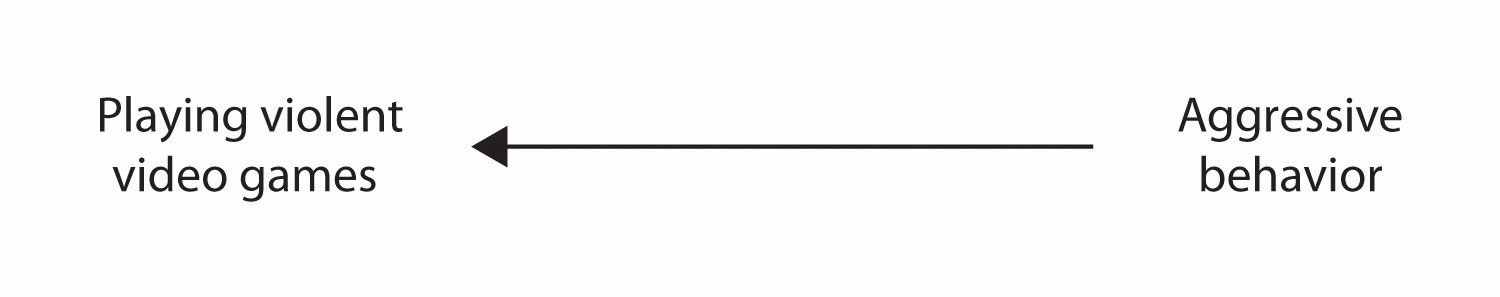 Playing violent
video games
Aggressive
behavior